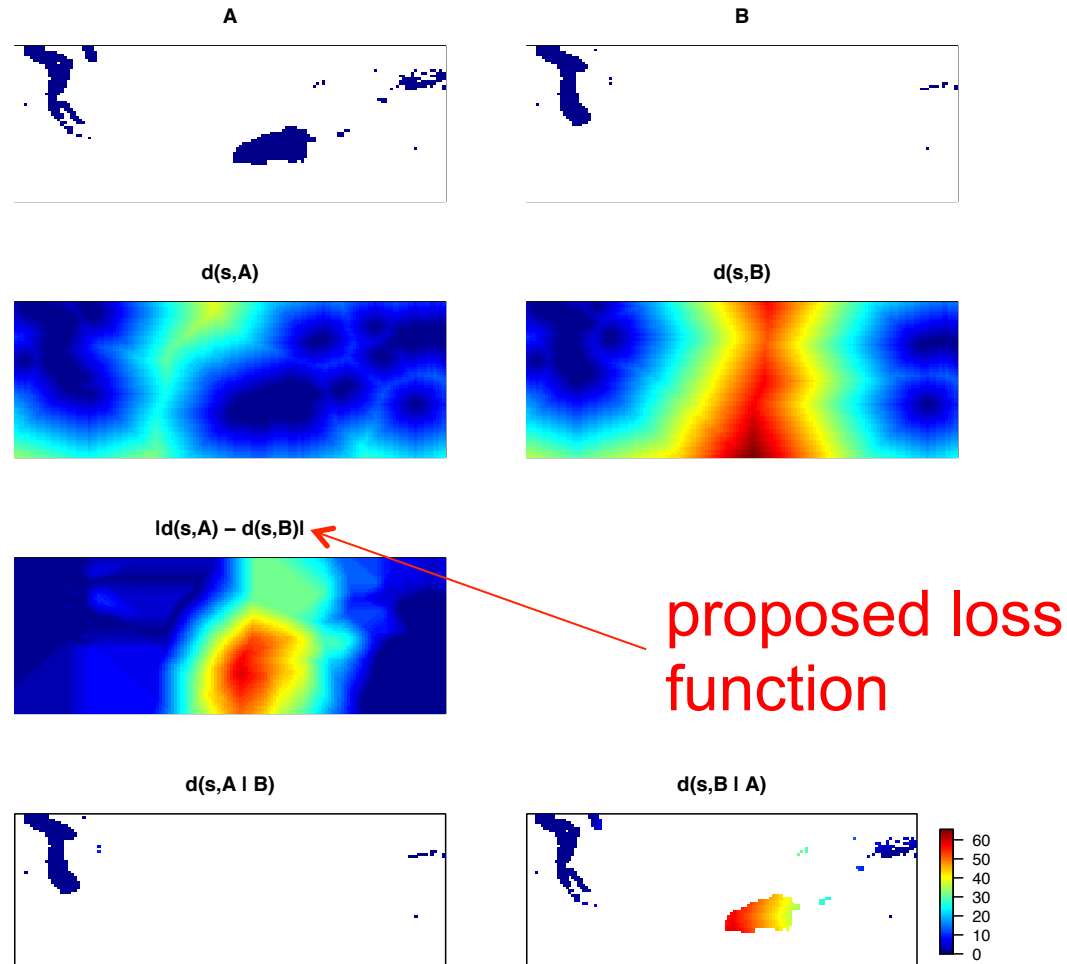 A
B
d(s,A)
d(s,B)
|d(s,A) – d(s,B)|
proposed loss
function
d(s,A | B)
d(s,B | A)
60
50
40
30
20
10
0